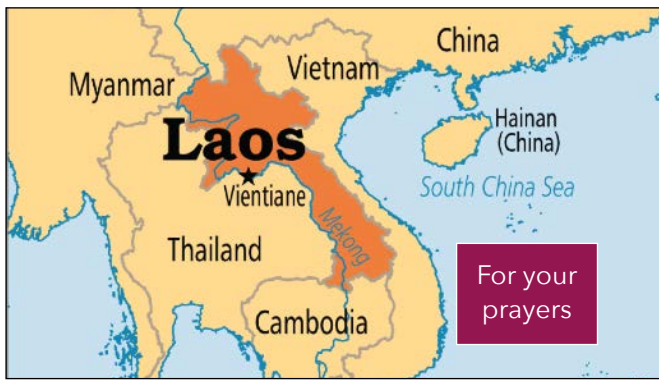 China
Vietnam
Myanmar
Hainan
(China)
Laos
South China Sea
Vientiane
Mekong
Thailand
For your
prayers
Cambodia